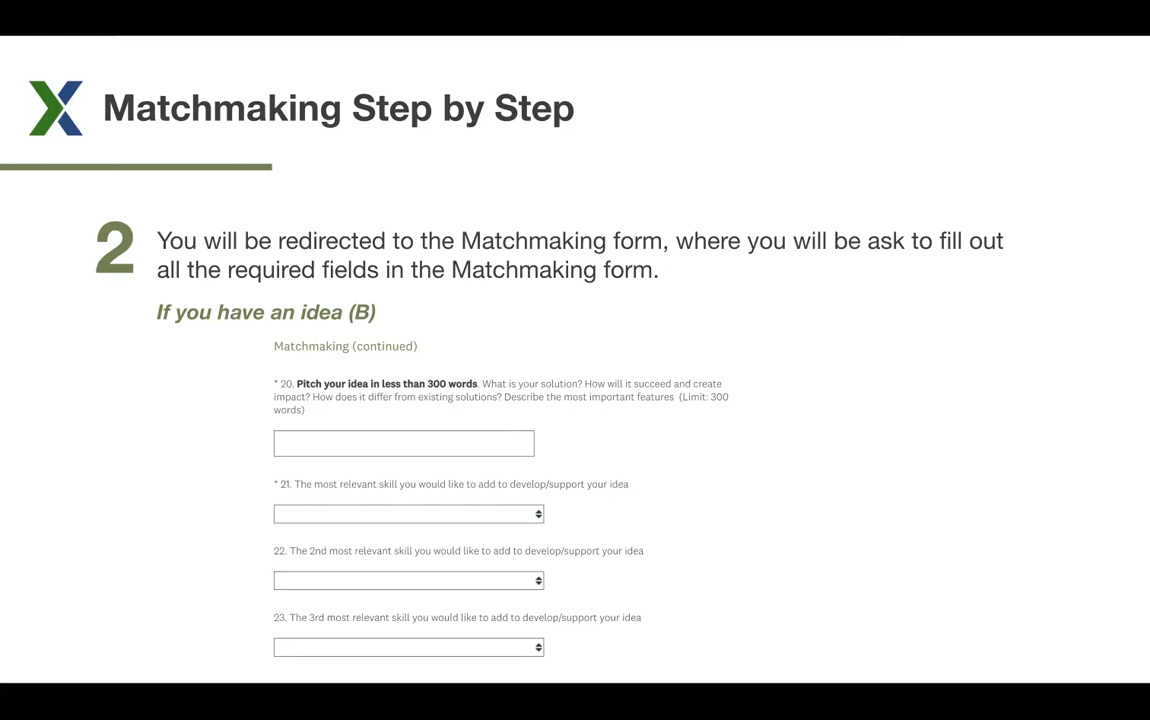 Matchmaking Step by Step
2
You will be redirected to the Matchmaking form, where you will be ask to fill out
all the required fields in the Matchmaking form.
If you have an idea (B)
Matchmaking (continued)
* 20. Pitch your idea in less than 300 words. What is your solution? How will it succeed and create
impact? How does it differ from existing solutions? Describe the most important features (Limit: 300
words)
* 21. The most relevant skill you would like to add to develop/support your idea
22. The 2nd most relevant skill you would like to add to develop/support your idea
23. The 3rd most relevant skill you would like to add to develop/support your idea